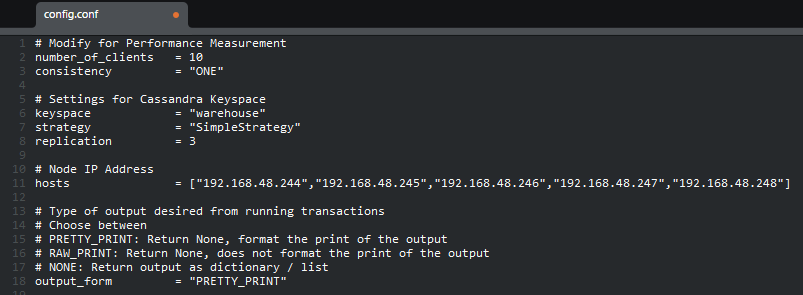 config.conf
1 # Modify for Performance Measurement
2 number_of_clients = 10
3 consistency = "ONE"
4
5 # Settings for Cassandra Keyspace
6 keyspace = "warehouse"
7 strategy = "SimpleStrategy"
8 replication = 3
9
10 # Node IP Address
11 hosts = ["192.168.48.244","192.168.48.245","192.168.48.246","192.168.48.247","192.168.48.248"]
12
13 # Type of output desired from running transactions
14 # Choose between
15 # PRETTY_PRINT: Return None, format the print of the output
16 # RAW_PRINT: Return None, does not format the print of the output
17 # NONE: Return output as dictionary / list
18 output_form = "PRETTY_PRINT"
19